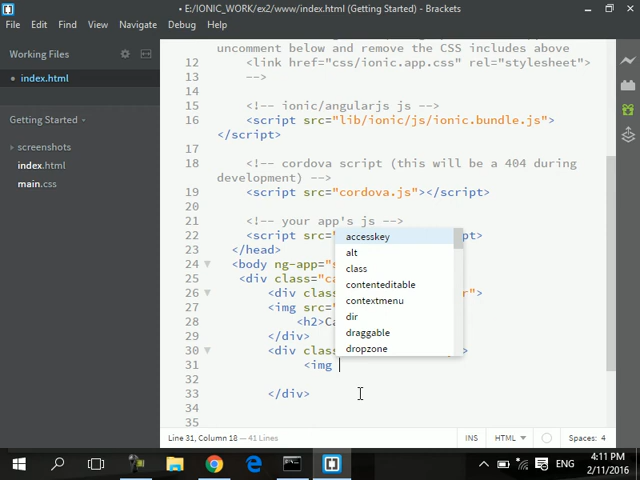 • E:/IONIC_WORK/ex2/www/index.html (Getting Started) - Brackets
File Edit Find View Navigate Debug Help
Working Files
• index.html
Getting Started
screenshots
index.html
main.css
uncomment below and remove the CSS includes above
12 <link href="css/ionic.app.css" rel="stylesheet">
13 -->
14
15 <!-- ionic/angularjs js -->
16 <script src="lib/ionic/js/ionic.bundle.js">
</script>
17
18 <!-- cordova script (this will be a 404 during
development) -->
19 <script src="cordova.js"></script>
20
21 <!-- your app's js -->
22 <script src=
23 </head>
24 <body ng-app="s
25 <div class="ca
26 <div clas r">
27 <img src="
28 <h2>Ca
29 </div>
30 <div class >
31 <img
32
33 </div>
34
35
accesskey
alt
class
contenteditable
contextmenu
dir
draggable
dropzone
Line 31, Column 18 — 41 Lines
INS HTML Spaces: 4
ENG
4:11 PM
2/11/2016